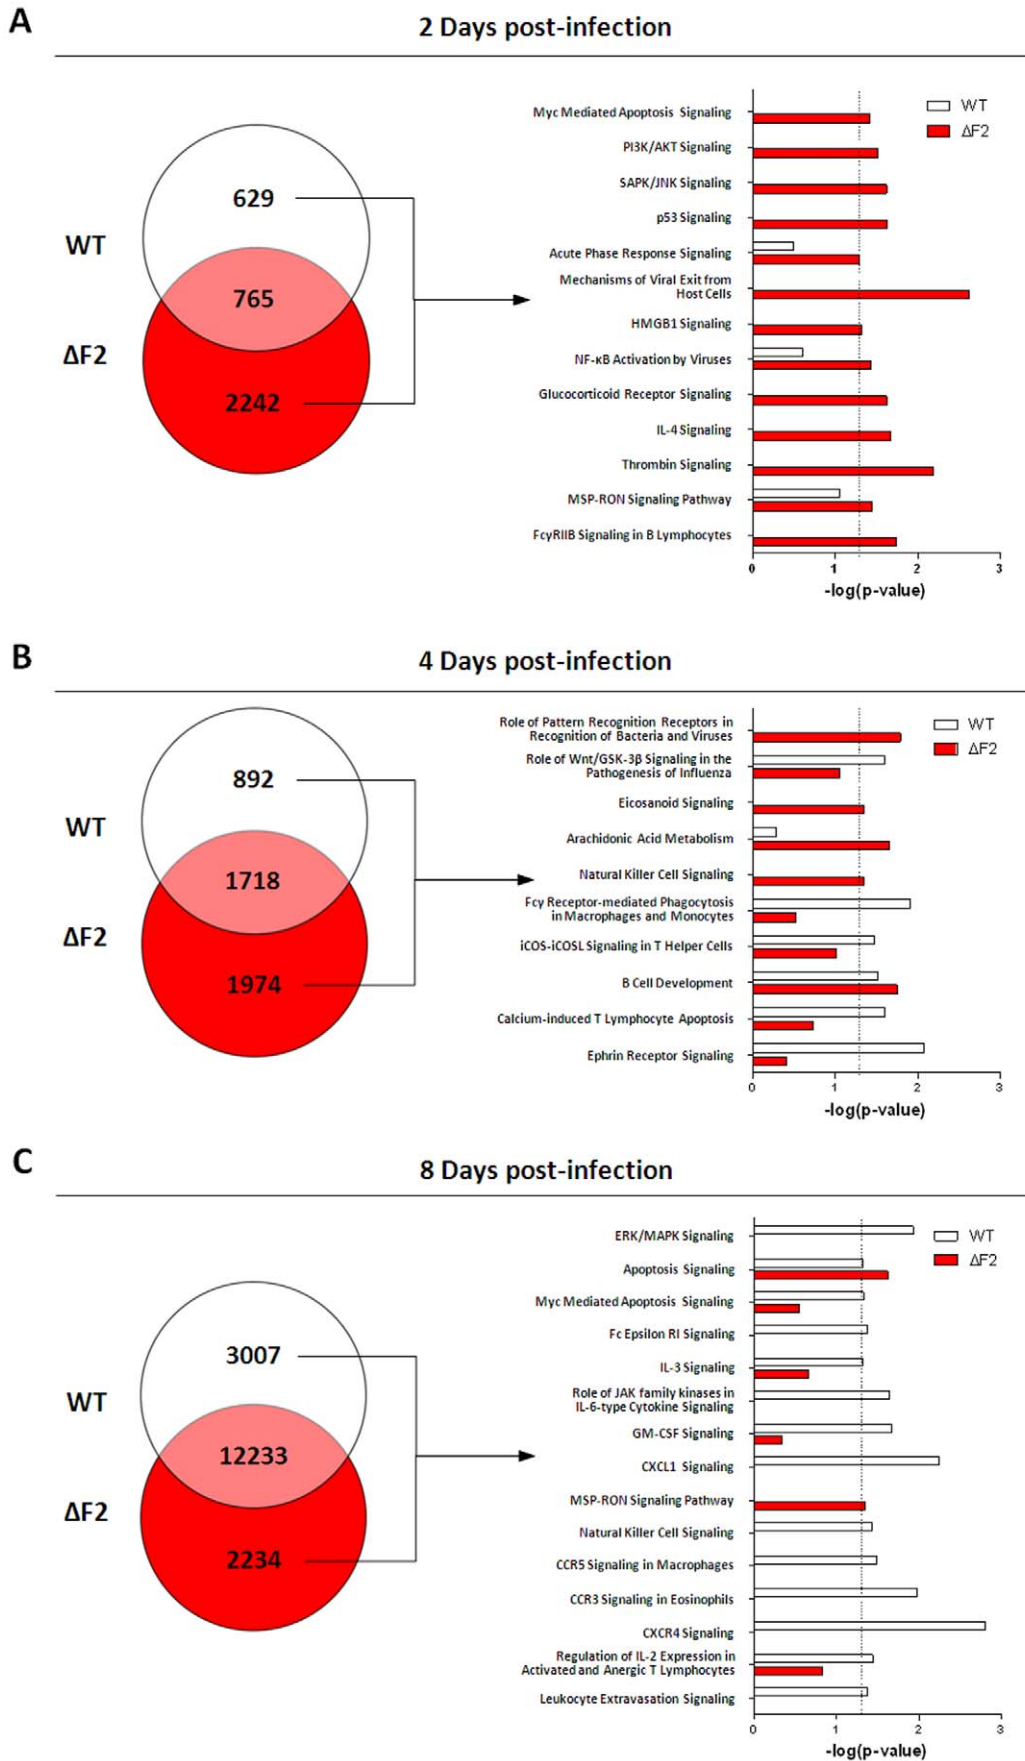 A
2 Days post-infection
WT
ΔF2
629
765
2242
Myc Mediated Apoptosis Signaling
PI3K/AKT Signaling
SAPK/JNK Signaling
p53 Signaling
Acute Phase Response Signaling
Mechanisms of Viral Exit from
Host Cells
HMGB1 Signaling
NF-κB Activation by Viruses
Glucocorticoid Receptor Signaling
IL-4 Signaling
Thrombin Signaling
MSP-RON Signaling Pathway
FcγRIIB Signaling in B Lymphocytes
WT
ΔF2
0 1 2 3
-log(p-value)
B
4 Days post-infection
WT
ΔF2
892
1718
1974
Role of Pattern Recognition Receptors in
Recognition of Bacteria and Viruses
Role of Wnt/GSK-3β Signaling in the
Pathogenesis of Influenza
Eicosanoid Signaling
Arachidonic Acid Metabolism
Natural Killer Cell Signaling
Fcγ Receptor-mediated Phagocytosis
in Macrophages and Monocytes
iCOS-iCOSL Signaling in T Helper Cells
B Cell Development
Calcium-induced T Lymphocyte Apoptosis
Ephrin Receptor Signaling
WT
ΔF2
0 1 2 3
-log(p-value)
C
8 Days post-infection
WT
ΔF2
3007
12233
2234
ERK/MAPK Signaling
Apoptosis Signaling
Myc Mediated Apoptosis Signaling
Fc Epsilon RI Signaling
IL-3 Signaling
Role of JAK family kinases in
IL-6-type Cytokine Signaling
GM-CSF Signaling
CXCL1 Signaling
MSP-RON Signaling Pathway
Natural Killer Cell Signaling
CCR5 Signaling in Macrophages
CCR3 Signaling in Eosinophils
CXCR4 Signaling
Regulation of IL-2 Expression in
Activated and Anergic T Lymphocytes
Leukocyte Extravasation Signaling
WT
ΔF2
0 1 2 3
-log(p-value)